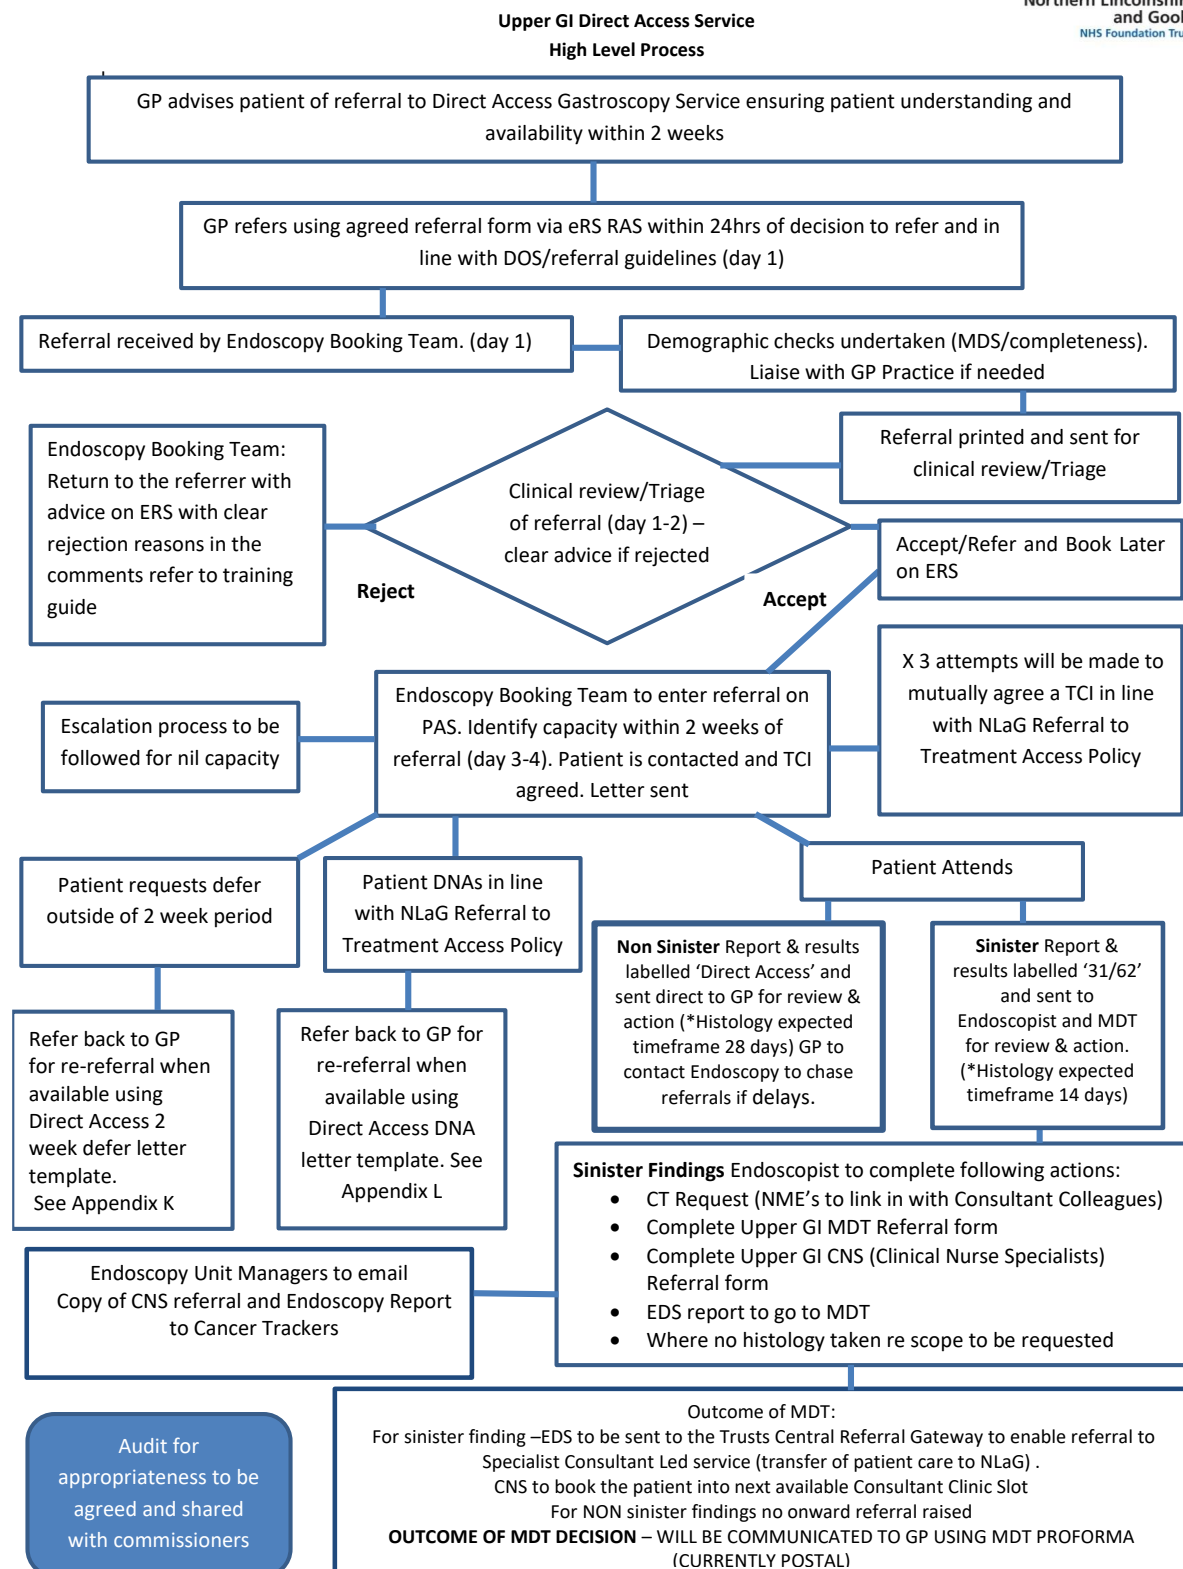 Northern Lincolnshir
and Gool
NHS Foundation Tru
Upper GI Direct Access Service
High Level Process
GP advises patient of referral to Direct Access Gastroscopy Service ensuring patient understanding and
availability within 2 weeks
GP refers using agreed referral form via eRS RAS within 24hrs of decision to refer and in
line with DOS/referral guidelines (day 1)
Referral received by Endoscopy Booking Team. (day 1)
Demographic checks undertaken (MDS/completeness).
Liaise with GP Practice if needed
Referral printed and sent for
clinical review/Triage
Clinical review/Triage
of referral (day 1-2) –
clear advice if rejected
Endoscopy Booking Team:
Return to the referrer with
advice on ERS with clear
rejection reasons in the
comments refer to training
guide
Reject
Accept
Accept/Refer and Book Later
on ERS
X 3 attempts will be made to
mutually agree a TCI in line
with NLaG Referral to
Treatment Access Policy
Endoscopy Booking Team to enter referral on
PAS. Identify capacity within 2 weeks of
referral (day 3-4). Patient is contacted and TCI
agreed. Letter sent
Escalation process to be
followed for nil capacity
Patient requests defer
outside of 2 week period
Patient DNAs in line
with NLaG Referral to
Treatment Access Policy
Patient Attends
Non Sinister Report & results
labelled ‘Direct Access’ and
sent direct to GP for review &
action (*Histology expected
timeframe 28 days) GP to
contact Endoscopy to chase
referrals if delays.
Sinister Report &
results labelled ‘31/62’
and sent to
Endoscopist and MDT
for review & action.
(*Histology expected
timeframe 14 days)
Refer back to GP
for re-referral when
available using
Direct Access 2
week defer letter
template.
See Appendix K
Refer back to GP for
re-referral when
available using
Direct Access DNA
letter template. See
Appendix L
Sinister Findings Endoscopist to complete following actions:
• CT Request (NME’s to link in with Consultant Colleagues)
• Complete Upper GI MDT Referral form
• Complete Upper GI CNS (Clinical Nurse Specialists)
Referral form
• EDS report to go to MDT
• Where no histology taken re scope to be requested
Endoscopy Unit Managers to email
Copy of CNS referral and Endoscopy Report
to Cancer Trackers
Outcome of MDT:
For sinister finding –EDS to be sent to the Trusts Central Referral Gateway to enable referral to
Specialist Consultant Led service (transfer of patient care to NLaG) .
CNS to book the patient into next available Consultant Clinic Slot
For NON sinister findings no onward referral raised
OUTCOME OF MDT DECISION – WILL BE COMMUNICATED TO GP USING MDT PROFORMA
(CURRENTLY POSTAL)
Audit for
appropriateness to be
agreed and shared
with commissioners